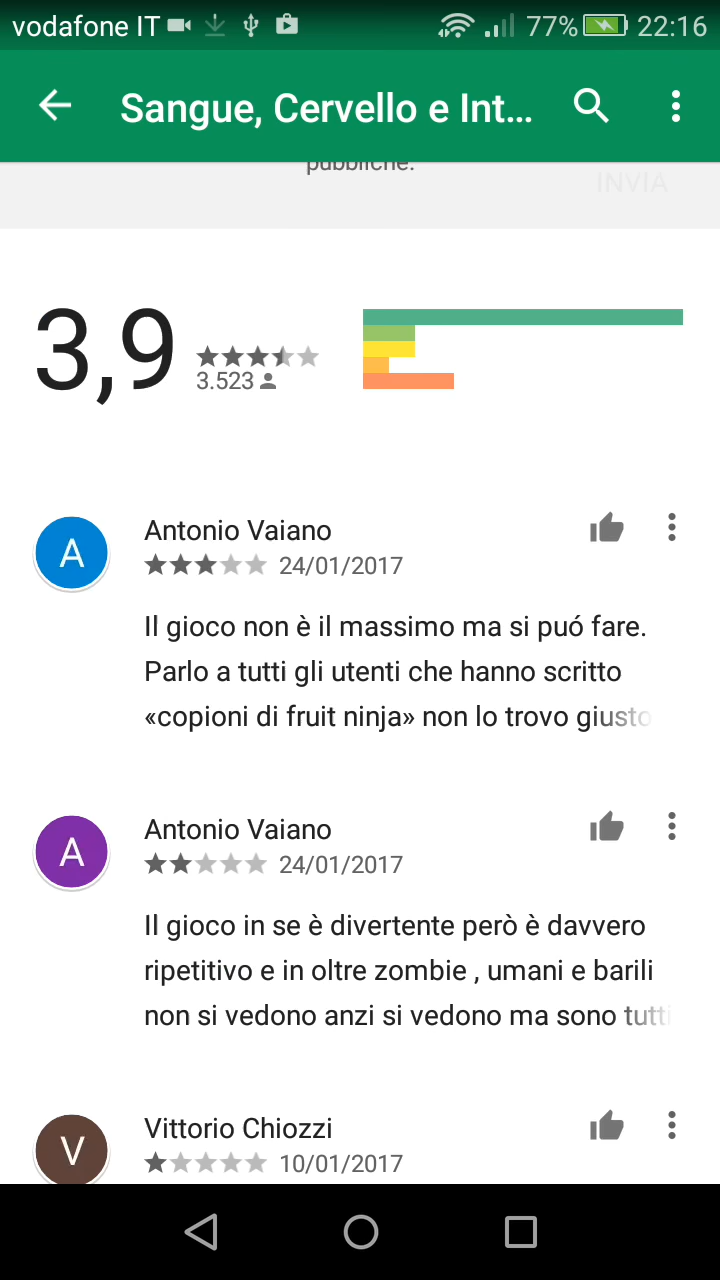 vodafone IT 77% 22:16
Sangue, Cervello e Int...
pubbliche.
INVIA
3,9
3.523
A Antonio Vaiano
24/01/2017
Il gioco non è il massimo ma si puó fare.
Parlo a tutti gli utenti che hanno scritto
«copioni di fruit ninja» non lo trovo giusto
A Antonio Vaiano
24/01/2017
Il gioco in se è divertente però è davvero
ripetitivo e in oltre zombie , umani e barili
non si vedono anzi si vedono ma sono tutti
V Vittorio Chiozzi
10/01/2017